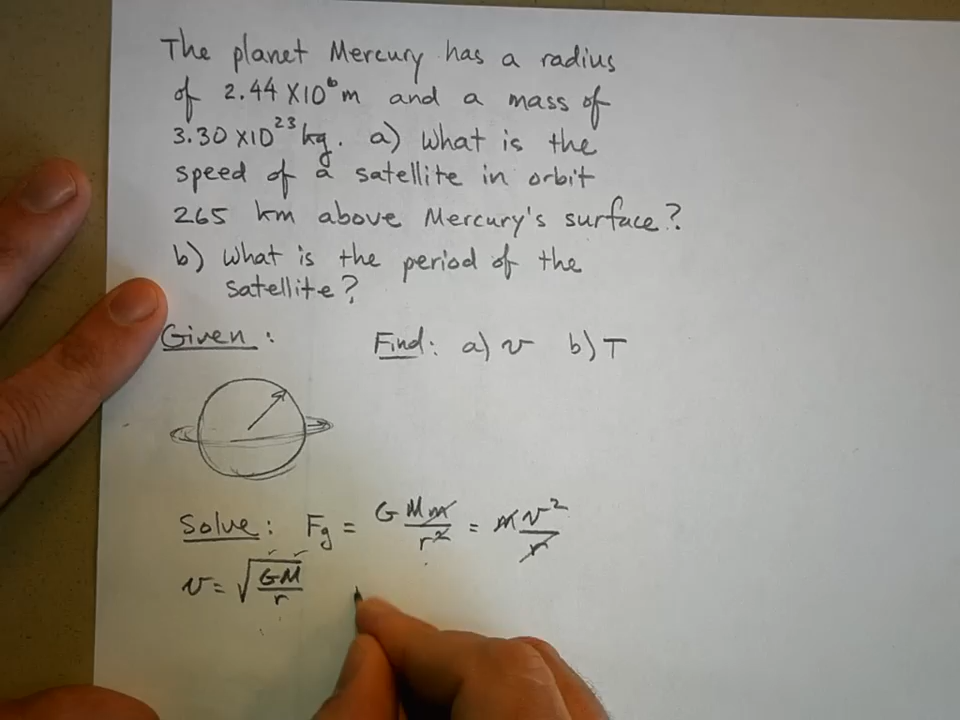 The planet Mercury has a radius
of 2.44 X10⁶m and a mass of
3.30 X10²³ kg. a) What is the
speed of a satellite in orbit
265 km above Mercury's surface?
b) What is the period of the
satellite?
Given: Find: a) v b) T
Solve: Fg = GMm/r² = mv²/r
v = √(GM/r)